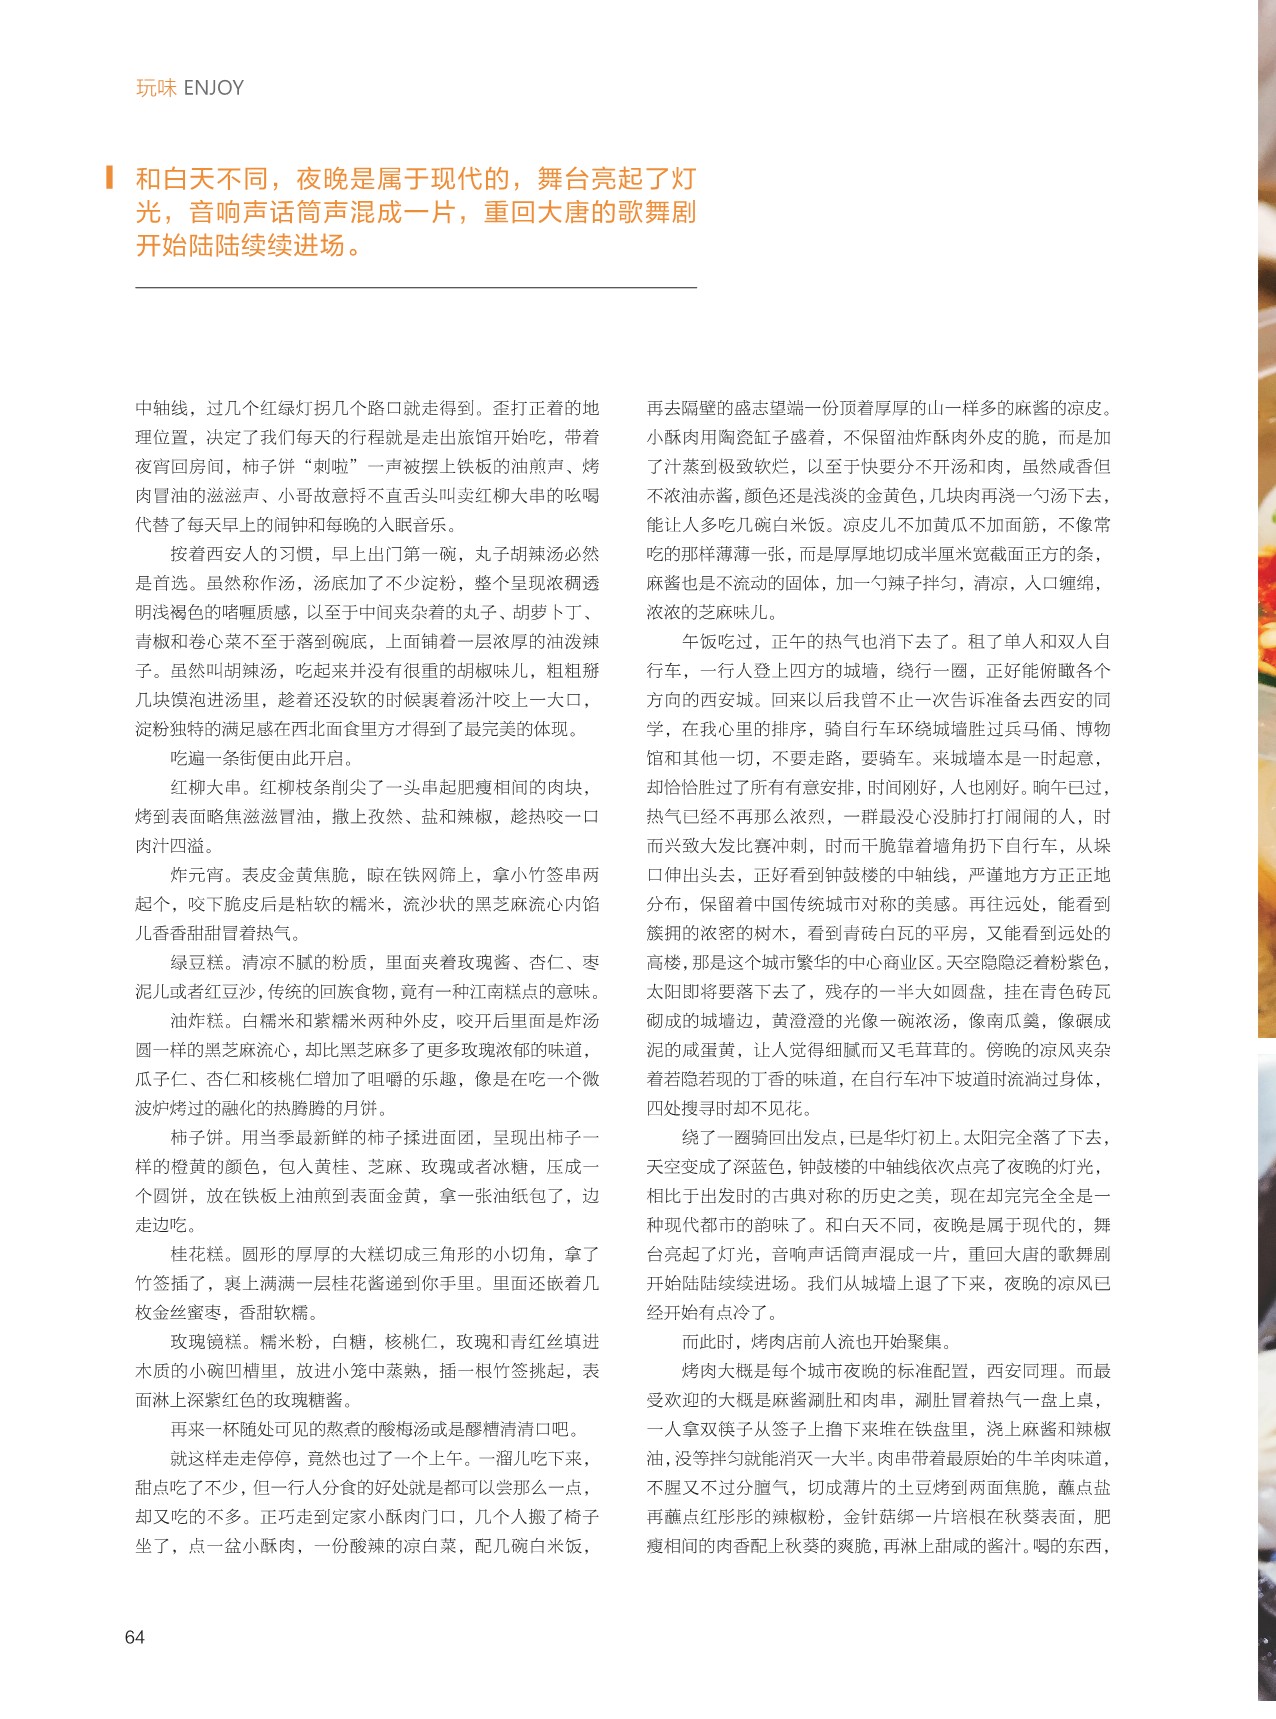 玩味 ENJOY
和白天不同，夜晚是属于现代的，舞台亮起了灯
光，音响声话筒声混成一片，重回大唐的歌舞剧
开始陆陆续续进场。
中轴线，过几个红绿灯拐几个路口就走得到。歪打正着的地
理位置，决定了我们每天的行程就是走出旅馆开始吃，带着
夜宵回房间，柿子饼“刺啦”一声被摆上铁板的油煎声、烤
肉冒油的滋滋声、小哥故意捋不直舌头叫卖红柳大串的吆喝
代替了每天早上的闹钟和每晚的入眠音乐。
按着西安人的习惯，早上出门第一碗，丸子胡辣汤必然
是首选。虽然称作汤，汤底加了不少淀粉，整个呈现浓稠透
明浅褐色的啫喱质感，以至于中间夹杂着的丸子、胡萝卜丁、
青椒和卷心菜不至于落到碗底，上面铺着一层浓厚的油泼辣
子。虽然叫胡辣汤，吃起来并没有很重的胡椒味儿，粗粗掰
几块馍泡进汤里，趁着还没软的时候裹着汤汁咬上一大口，
淀粉独特的满足感在西北面食里方才得到了最完美的体现。
吃遍一条街便由此开启。
红柳大串。红柳枝条削尖了一头串起肥瘦相间的肉块，
烤到表面略焦滋滋冒油，撒上孜然、盐和辣椒，趁热咬一口
肉汁四溢。
炸元宵。表皮金黄焦脆，晾在铁网筛上，拿小竹签串两
起个，咬下脆皮后是粘软的糯米，流沙状的黑芝麻流心内馅
儿香香甜甜冒着热气。
绿豆糕。清凉不腻的粉质，里面夹着玫瑰酱、杏仁、枣
泥儿或者红豆沙，传统的回族食物，竟有一种江南糕点的意味。
油炸糕。白糯米和紫糯米两种外皮，咬开后里面是炸汤
圆一样的黑芝麻流心，却比黑芝麻多了更多玫瑰浓郁的味道，
瓜子仁、杏仁和核桃仁增加了咀嚼的乐趣，像是在吃一个微
波炉烤过的融化的热腾腾的月饼。
柿子饼。用当季最新鲜的柿子揉进面团，呈现出柿子一
样的橙黄的颜色，包入黄桂、芝麻、玫瑰或者冰糖，压成一
个圆饼，放在铁板上油煎到表面金黄，拿一张油纸包了，边
走边吃。
桂花糕。圆形的厚厚的大糕切成三角形的小切角，拿了
竹签插了，裹上满满一层桂花酱递到你手里。里面还嵌着几
枚金丝蜜枣，香甜软糯。
玫瑰镜糕。糯米粉，白糖，核桃仁，玫瑰和青红丝填进
木质的小碗凹槽里，放进小笼中蒸熟，插一根竹签挑起，表
面淋上深紫红色的玫瑰糖酱。
再来一杯随处可见的熬煮的酸梅汤或是醪糟清清口吧。
就这样走走停停，竟然也过了一个上午。一溜儿吃下来，
甜点吃了不少，但一行人分食的好处就是都可以尝那么一点，
却又吃的不多。正巧走到定家小酥肉门口，几个人搬了椅子
坐了，点一盆小酥肉，一份酸辣的凉白菜，配几碗白米饭，
再去隔壁的盛志望端一份顶着厚厚的山一样多的麻酱的凉皮。
小酥肉用陶瓷缸子盛着，不保留油炸酥肉外皮的脆，而是加
了汁蒸到极致软烂，以至于快要分不开汤和肉，虽然咸香但
不浓油赤酱，颜色还是浅淡的金黄色，几块肉再浇一勺汤下去，
能让人多吃几碗白米饭。凉皮儿不加黄瓜不加面筋，不像常
吃的那样薄薄一张，而是厚厚地切成半厘米宽截面正方的条，
麻酱也是不流动的固体，加一勺辣子拌匀，清凉，入口缠绵，
浓浓的芝麻味儿。
午饭吃过，正午的热气也消下去了。租了单人和双人自
行车，一行人登上四方的城墙，绕行一圈，正好能俯瞰各个
方向的西安城。回来以后我曾不止一次告诉准备去西安的同
学，在我心里的排序，骑自行车环绕城墙胜过兵马俑、博物
馆和其他一切，不要走路，要骑车。来城墙本是一时起意，
却恰恰胜过了所有有意安排，时间刚好，人也刚好。晌午已过，
热气已经不再那么浓烈，一群最没心没肺打打闹闹的人，时
而兴致大发比赛冲刺，时而干脆靠着墙角扔下自行车，从垛
口伸出头去，正好看到钟鼓楼的中轴线，严谨地方方正正地
分布，保留着中国传统城市对称的美感。再往远处，能看到
簇拥的浓密的树木，看到青砖白瓦的平房，又能看到远处的
高楼，那是这个城市繁华的中心商业区。天空隐隐泛着粉紫色，
太阳即将要落下去了，残存的一半大如圆盘，挂在青色砖瓦
砌成的城墙边，黄澄澄的光像一碗浓汤，像南瓜羹，像碾成
泥的咸蛋黄，让人觉得细腻而又毛茸茸的。傍晚的凉风夹杂
着若隐若现的丁香的味道，在自行车冲下坡道时流淌过身体，
四处搜寻时却不见花。
绕了一圈骑回出发点，已是华灯初上。太阳完全落了下去，
天空变成了深蓝色，钟鼓楼的中轴线依次点亮了夜晚的灯光，
相比于出发时的古典对称的历史之美，现在却完完全全是一
种现代都市的韵味了。和白天不同，夜晚是属于现代的，舞
台亮起了灯光，音响声话筒声混成一片，重回大唐的歌舞剧
开始陆陆续续进场。我们从城墙上退了下来，夜晚的凉风已
经开始有点冷了。
而此时，烤肉店前人流也开始聚集。
烤肉大概是每个城市夜晚的标准配置，西安同理。而最
受欢迎的大概是麻酱涮肚和肉串，涮肚冒着热气一盘上桌，
一人拿双筷子从签子上撸下来堆在铁盘里，浇上麻酱和辣椒
油，没等拌匀就能消灭一大半。肉串带着最原始的牛羊肉味道，
不腥又不过分膻气，切成薄片的土豆烤到两面焦脆，蘸点盐
再蘸点红彤彤的辣椒粉，金针菇绑一片培根在秋葵表面，肥
瘦相间的肉香配上秋葵的爽脆，再淋上甜咸的酱汁。喝的东西，
64